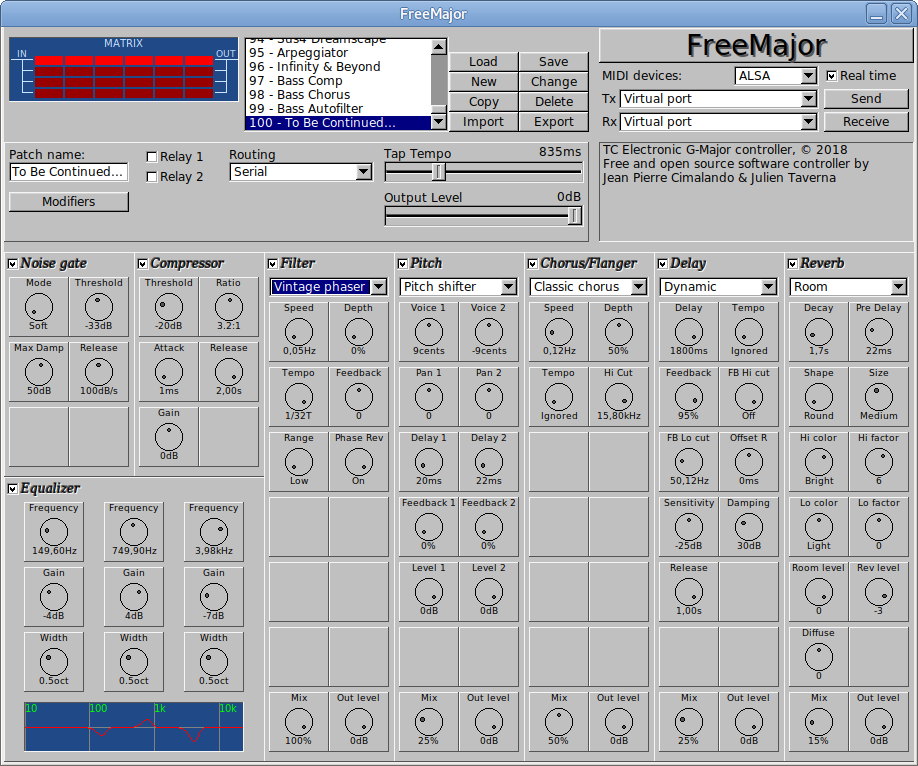 FreeMajor
MATRIX
IN
OUT
94 - Sus4 Dreamscape
95 - Arpeggiator
96 - Infinity & Beyond
97 - Bass Comp
98 - Bass Chorus
99 - Bass Autofilter
100 - To Be Continued...
Load Save
New Change
Copy Delete
Import Export
FreeMajor
MIDI devices: ALSA Real time
Tx Virtual port Send
Rx Virtual port Receive
Patch name:
To Be Continued...
Modifiers
Relay 1
Relay 2
Routing
Serial
Tap Tempo 835ms
Output Level 0dB
TC Electronic G-Major controller, © 2018
Free and open source software controller by
Jean Pierre Cimalando & Julien Taverna
Noise gate
Mode Threshold
Soft -33dB
Max Damp Release
50dB 100dB/s
Compressor
Threshold Ratio
-20dB 3.2:1
Attack Release
1ms 2,00s
Gain
0dB
Equalizer
Frequency Frequency Frequency
149,60Hz 749,90Hz 3,98kHz
Gain Gain Gain
-4dB 4dB -7dB
Width Width Width
0.5oct 0.5oct 0.5oct
10 100 1k 10k
Filter
Vintage phaser
Speed Depth
0,05Hz 0%
Tempo Feedback
1/32T 0
Range Phase Rev
Low On
Mix Out level
100% 0dB
Pitch
Pitch shifter
Voice 1 Voice 2
9cents -9cents
Pan 1 Pan 2
0 0
Delay 1 Delay 2
20ms 22ms
Feedback 1 Feedback 2
0% 0%
Level 1 Level 2
0dB 0dB
Mix Out level
25% 0dB
Chorus/Flanger
Classic chorus
Speed Depth
0,12Hz 50%
Tempo Hi Cut
Ignored 15,80kHz
Mix Out level
50% 0dB
Delay
Dynamic
Delay Tempo
1800ms Ignored
Feedback FB Hi cut
95% Off
FB Lo cut Offset R
50,12Hz 0ms
Sensitivity Damping
-25dB 30dB
Release
1,00s
Mix Out level
25% 0dB
Reverb
Room
Decay Pre Delay
1,7s 22ms
Shape Size
Round Medium
Hi color Hi factor
Bright 6
Lo color Lo factor
Light 0
Room level Rev level
0 -3
Diffuse
0
Mix Out level
15% 0dB